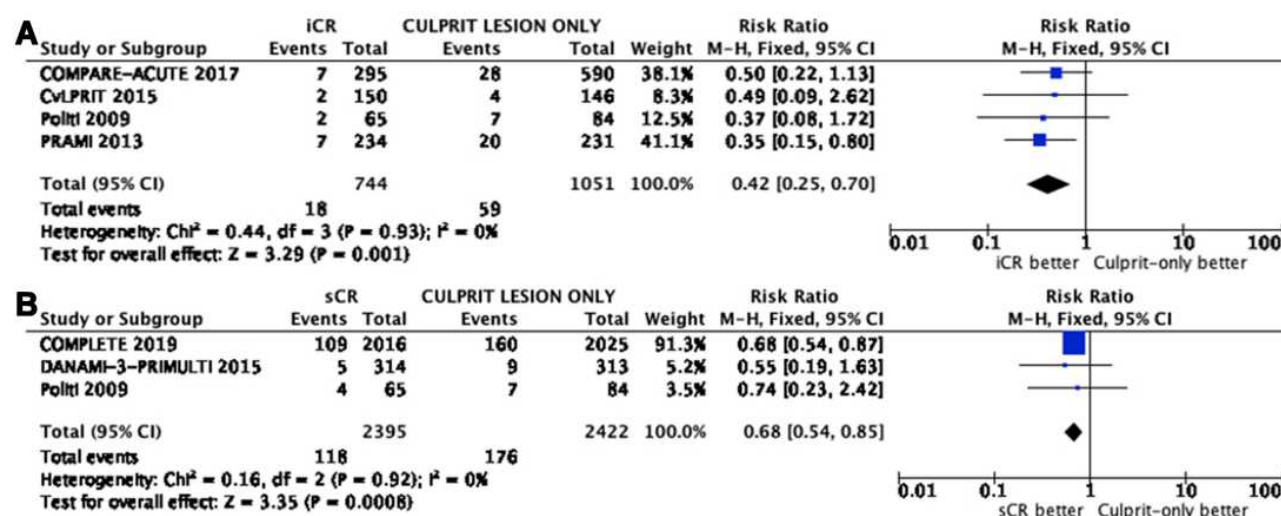 A
iCR CULPRIT LESION ONLY Risk Ratio Risk Ratio
Study or Subgroup Events Total Events Total Weight M-H, Fixed, 95% CI M-H, Fixed, 95% CI
COMPARE-ACUTE 2017 7 295 28 590 38.1% 0.50 [0.22, 1.13]
CvLPRIT 2015 2 150 4 146 8.3% 0.49 [0.09, 2.62]
Politi 2009 2 65 7 84 12.5% 0.37 [0.08, 1.72]
PRAMI 2013 7 234 20 231 41.1% 0.35 [0.15, 0.80]
Total (95% CI) 744 1051 100.0% 0.42 [0.25, 0.70]
Total events 18 59
Heterogeneity: Chi² = 0.44, df = 3 (P = 0.93); I² = 0%
Test for overall effect: Z = 3.29 (P = 0.001)
0.01 0.1 1 10 100
iCR better Culprit-only better
B
sCR CULPRIT LESION ONLY Risk Ratio Risk Ratio
Study or Subgroup Events Total Events Total Weight M-H, Fixed, 95% CI M-H, Fixed, 95% CI
COMPLETE 2019 109 2016 160 2025 91.3% 0.68 [0.54, 0.87]
DANAMI-3-PRIMULTI 2015 5 314 9 313 5.2% 0.55 [0.19, 1.63]
Politi 2009 4 65 7 84 3.5% 0.74 [0.23, 2.42]
Total (95% CI) 2395 2422 100.0% 0.68 [0.54, 0.85]
Total events 118 176
Heterogeneity: Chi² = 0.16, df = 2 (P = 0.92); I² = 0%
Test for overall effect: Z = 3.35 (P = 0.0008)
0.01 0.1 1 10 100
sCR better Culprit-only better